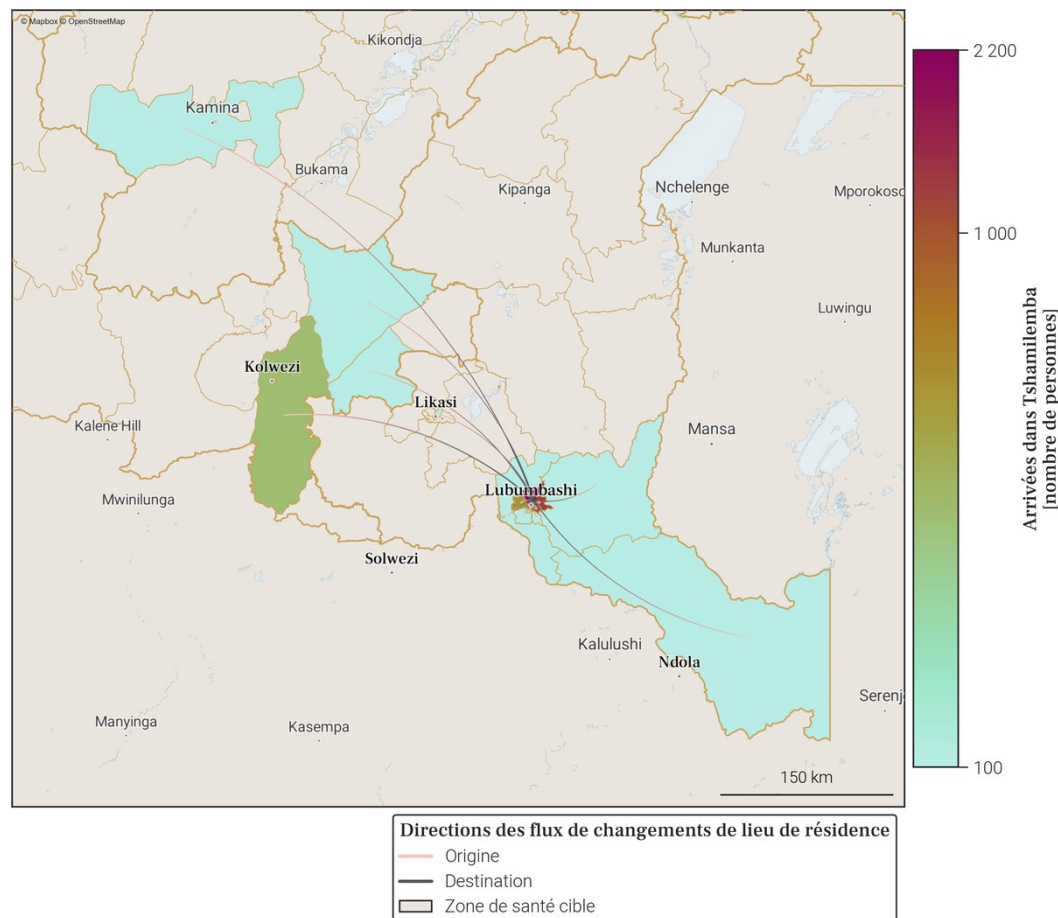 © Mapbox © OpenStreetMap
Kikondja
Kamina
Bukama
Kipanga
Nchelenge
Mporokoso
Munkanta
Luwingu
Kolwezi
Likasi
Kalene Hill
Mansa
Mwinilunga
Lubumbashi
Solwezi
Kalulushi
Ndola
Serenj
Manyinga
Kasempa
150 km
2 200
1 000
100
Arrivées dans Tshamilemba
[nombre de personnes]
Directions des flux de changements de lieu de résidence
Origine
Destination
Zone de santé cible